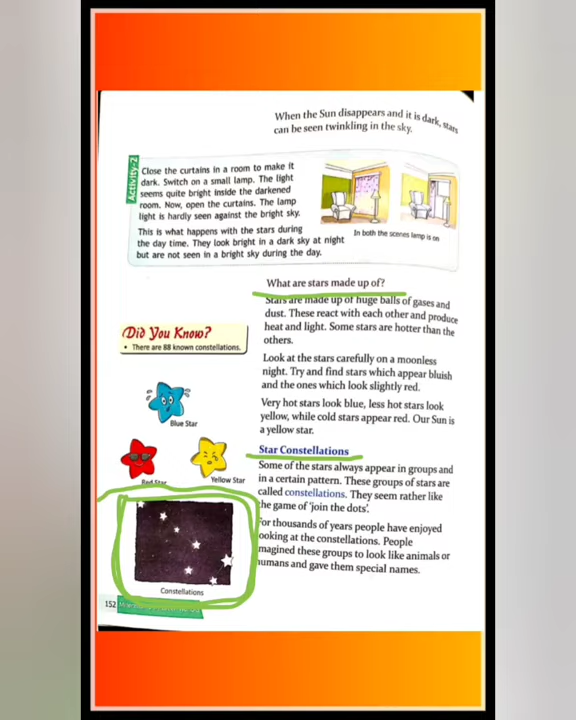 When the Sun disappears and it is dark, stars
can be seen twinkling in the sky.
Activity-2
Close the curtains in a room to make it
dark. Switch on a small lamp. The light
seems quite bright inside the darkened
room. Now, open the curtains. The lamp
light is hardly seen against the bright sky.
This is what happens with the stars during
the day time. They look bright in a dark sky at night
but are not seen in a bright sky during the day.
In both the scenes lamp is on
What are stars made up of?
Stars are made up of huge balls of gases and
dust. These react with each other and produce
heat and light. Some stars are hotter than the
others.
Did You Know?
• There are 88 known constellations.
Look at the stars carefully on a moonless
night. Try and find stars which appear bluish
and the ones which look slightly red.
Very hot stars look blue, less hot stars look
yellow, while cold stars appear red. Our Sun is
a yellow star.
Blue Star
Red Star
Yellow Star
Star Constellations
Some of the stars always appear in groups and
in a certain pattern. These groups of stars are
called constellations. They seem rather like
the game of 'join the dots'.
For thousands of years people have enjoyed
looking at the constellations. People
imagined these groups to look like animals or
humans and gave them special names.
Constellations
152